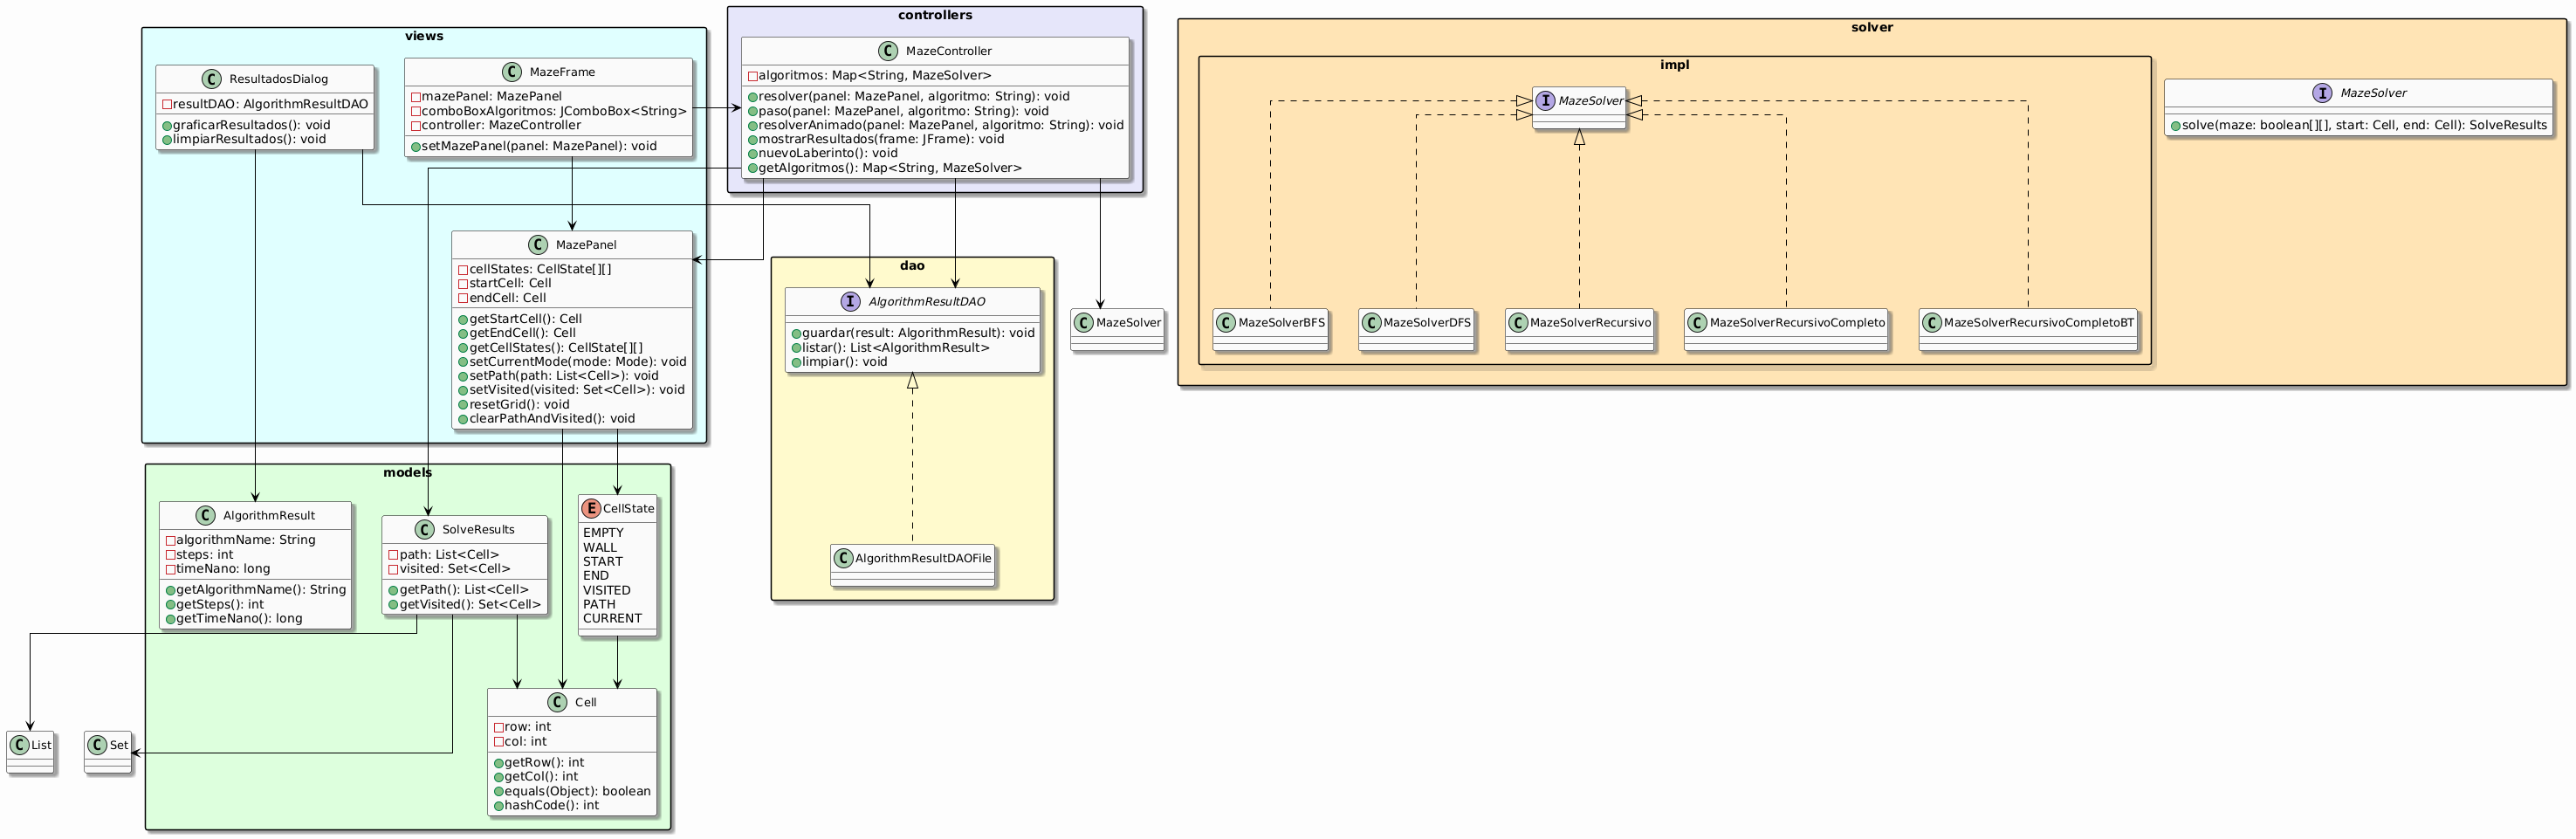 views
C ResultadosDialog
resultDAO: AlgorithmResultDAO
graficarResultados(): void
limpiarResultados(): void
C MazeFrame
mazePanel: MazePanel
comboBoxAlgoritmos: JComboBox<String>
controller: MazeController
setMazePanel(panel: MazePanel): void
C MazePanel
cellStates: CellState[][]
startCell: Cell
endCell: Cell
getStartCell(): Cell
getEndCell(): Cell
getCellStates(): CellState[][]
setCurrentMode(mode: Mode): void
setPath(path: List<Cell>): void
setVisited(visited: Set<Cell>): void
resetGrid(): void
clearPathAndVisited(): void
controllers
C MazeController
algoritmos: Map<String, MazeSolver>
resolver(panel: MazePanel, algoritmo: String): void
paso(panel: MazePanel, algoritmo: String): void
resolverAnimado(panel: MazePanel, algoritmo: String): void
mostrarResultados(frame: JFrame): void
nuevoLaberinto(): void
getAlgoritmos(): Map<String, MazeSolver>
solver
impl
I MazeSolver
C MazeSolverBFS
C MazeSolverDFS
C MazeSolverRecursivo
C MazeSolverRecursivoCompleto
C MazeSolverRecursivoCompletoBT
I MazeSolver
solve(maze: boolean[][], start: Cell, end: Cell): SolveResults
dao
I AlgorithmResultDAO
guardar(result: AlgorithmResult): void
listar(): List<AlgorithmResult>
limpiar(): void
C AlgorithmResultDAOFile
C MazeSolver
models
C AlgorithmResult
algorithmName: String
steps: int
timeNano: long
getAlgorithmName(): String
getSteps(): int
getTimeNano(): long
C SolveResults
path: List<Cell>
visited: Set<Cell>
getPath(): List<Cell>
getVisited(): Set<Cell>
E CellState
EMPTY
WALL
START
END
VISITED
PATH
CURRENT
C Cell
row: int
col: int
getRow(): int
getCol(): int
equals(Object): boolean
hashCode(): int
C List
C Set